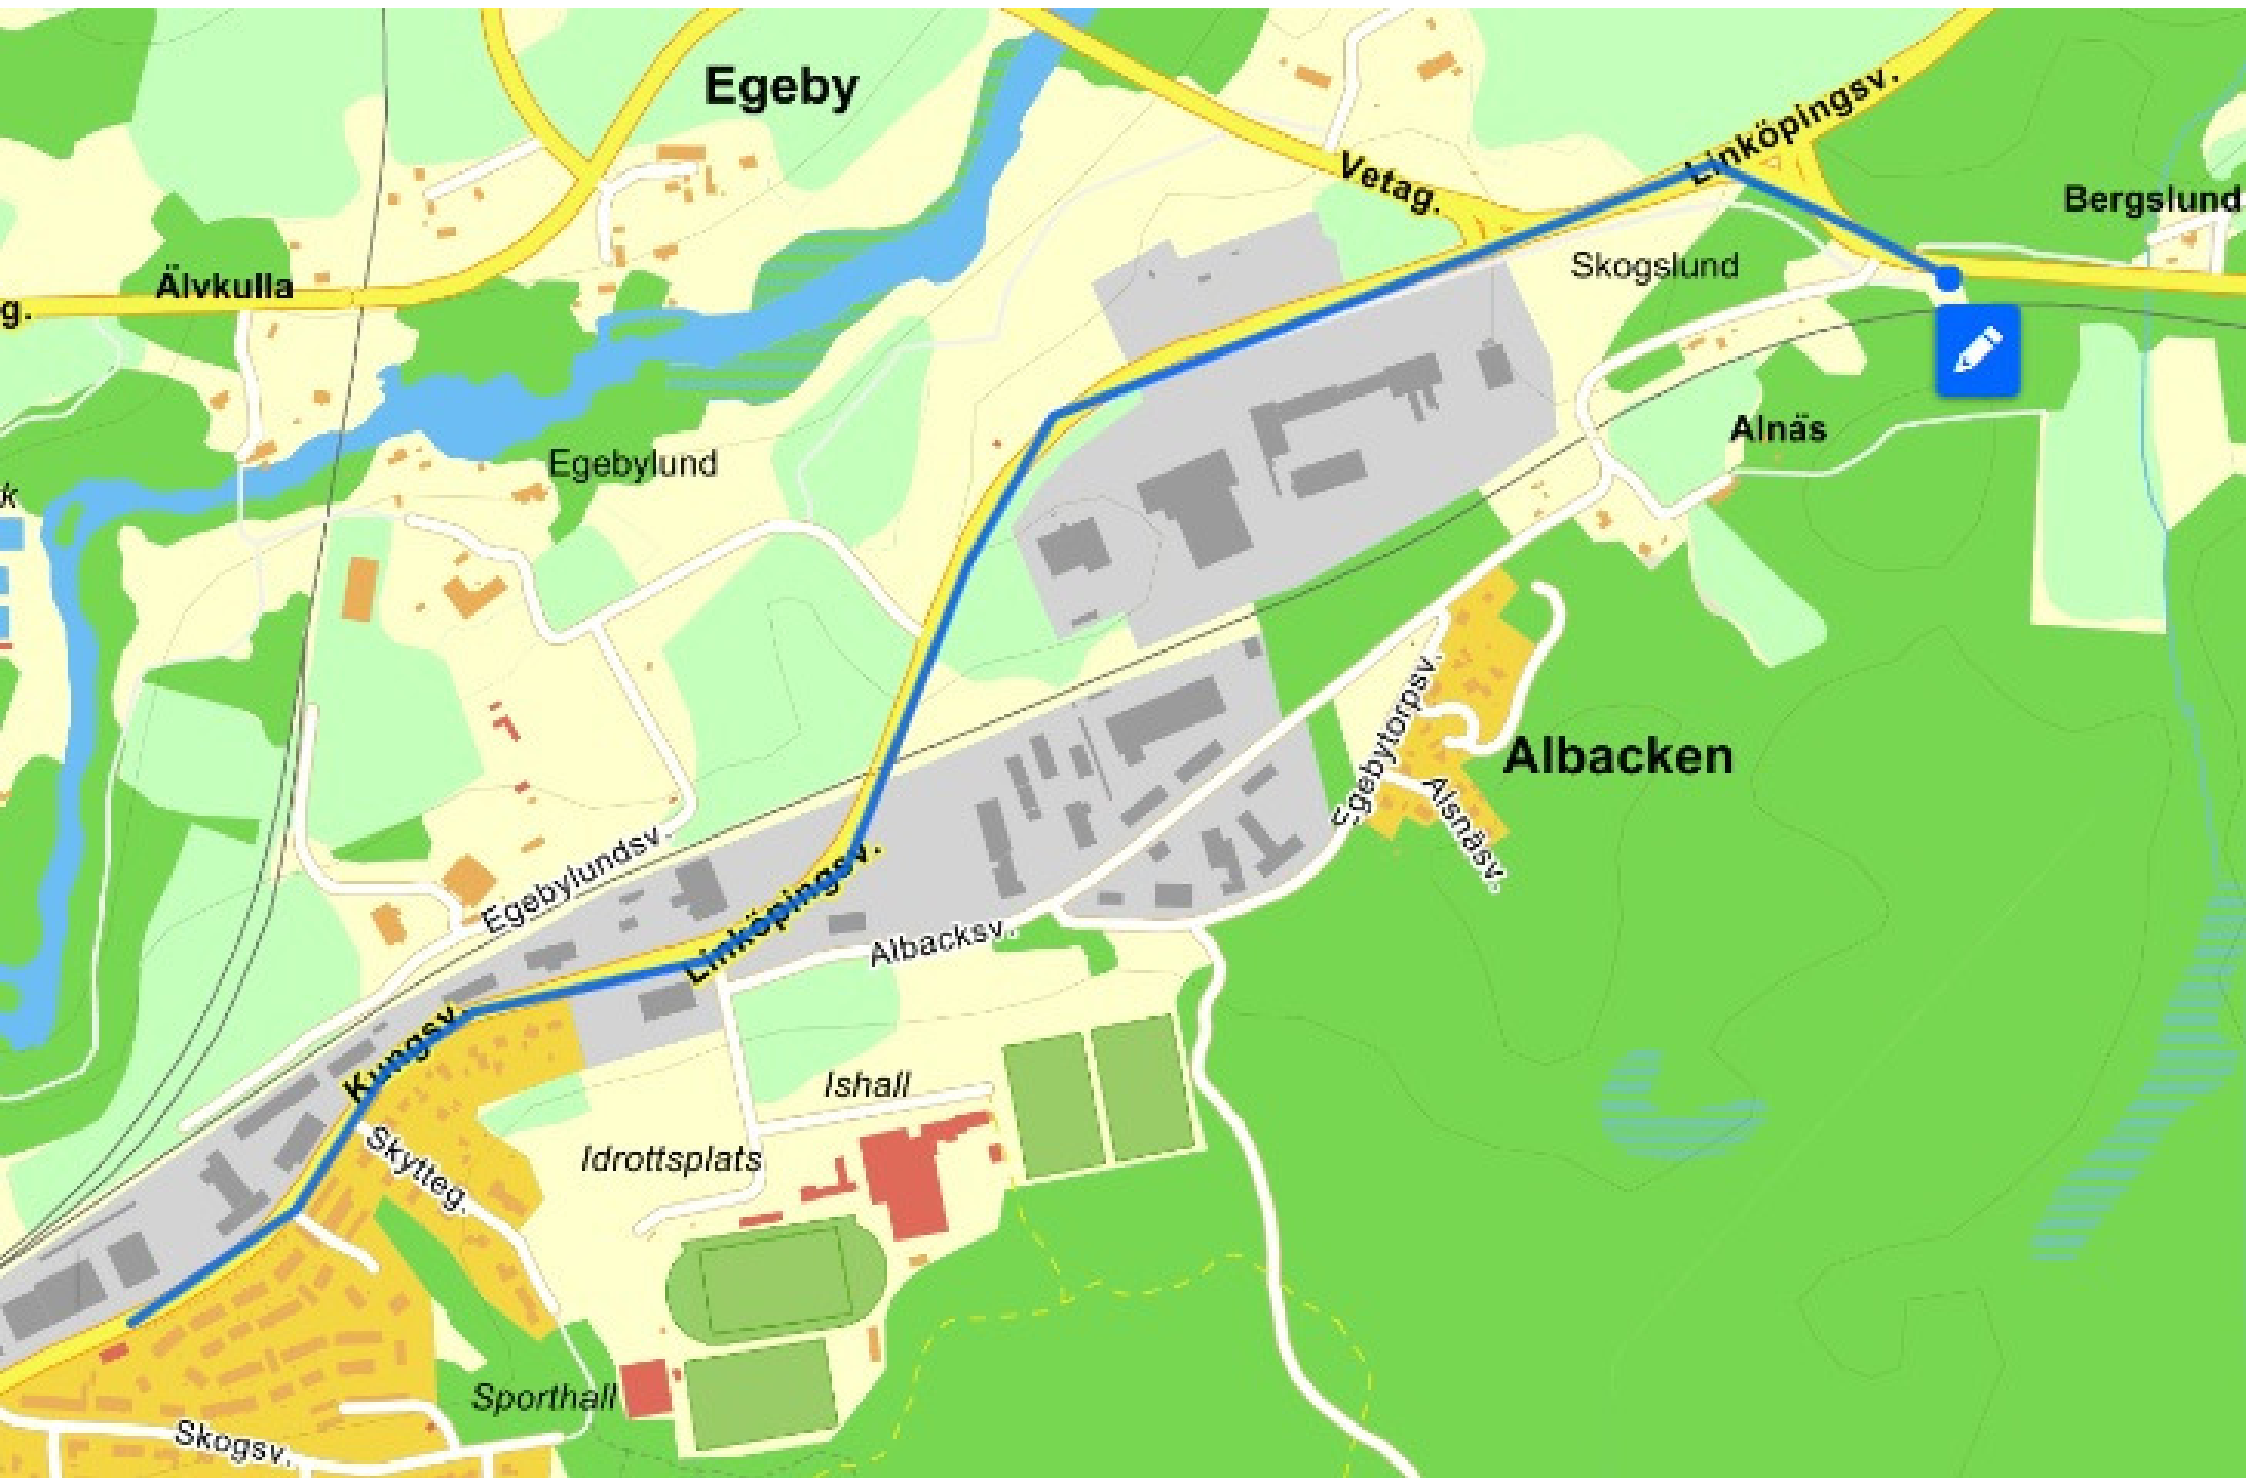 Egeby
Linköpingsv.
Vetag.
Bergslund
Skogslund
Älvkulla
g.
Alnäs
Egebylund
k
Egebytorpsv.
Albacken
Alsnäsv.
Egebylundsv.
Linköpingsv.
Albacksv.
Kungsv.
Ishall
Idrottsplats
Skytteg.
Sporthall
Skogsv.